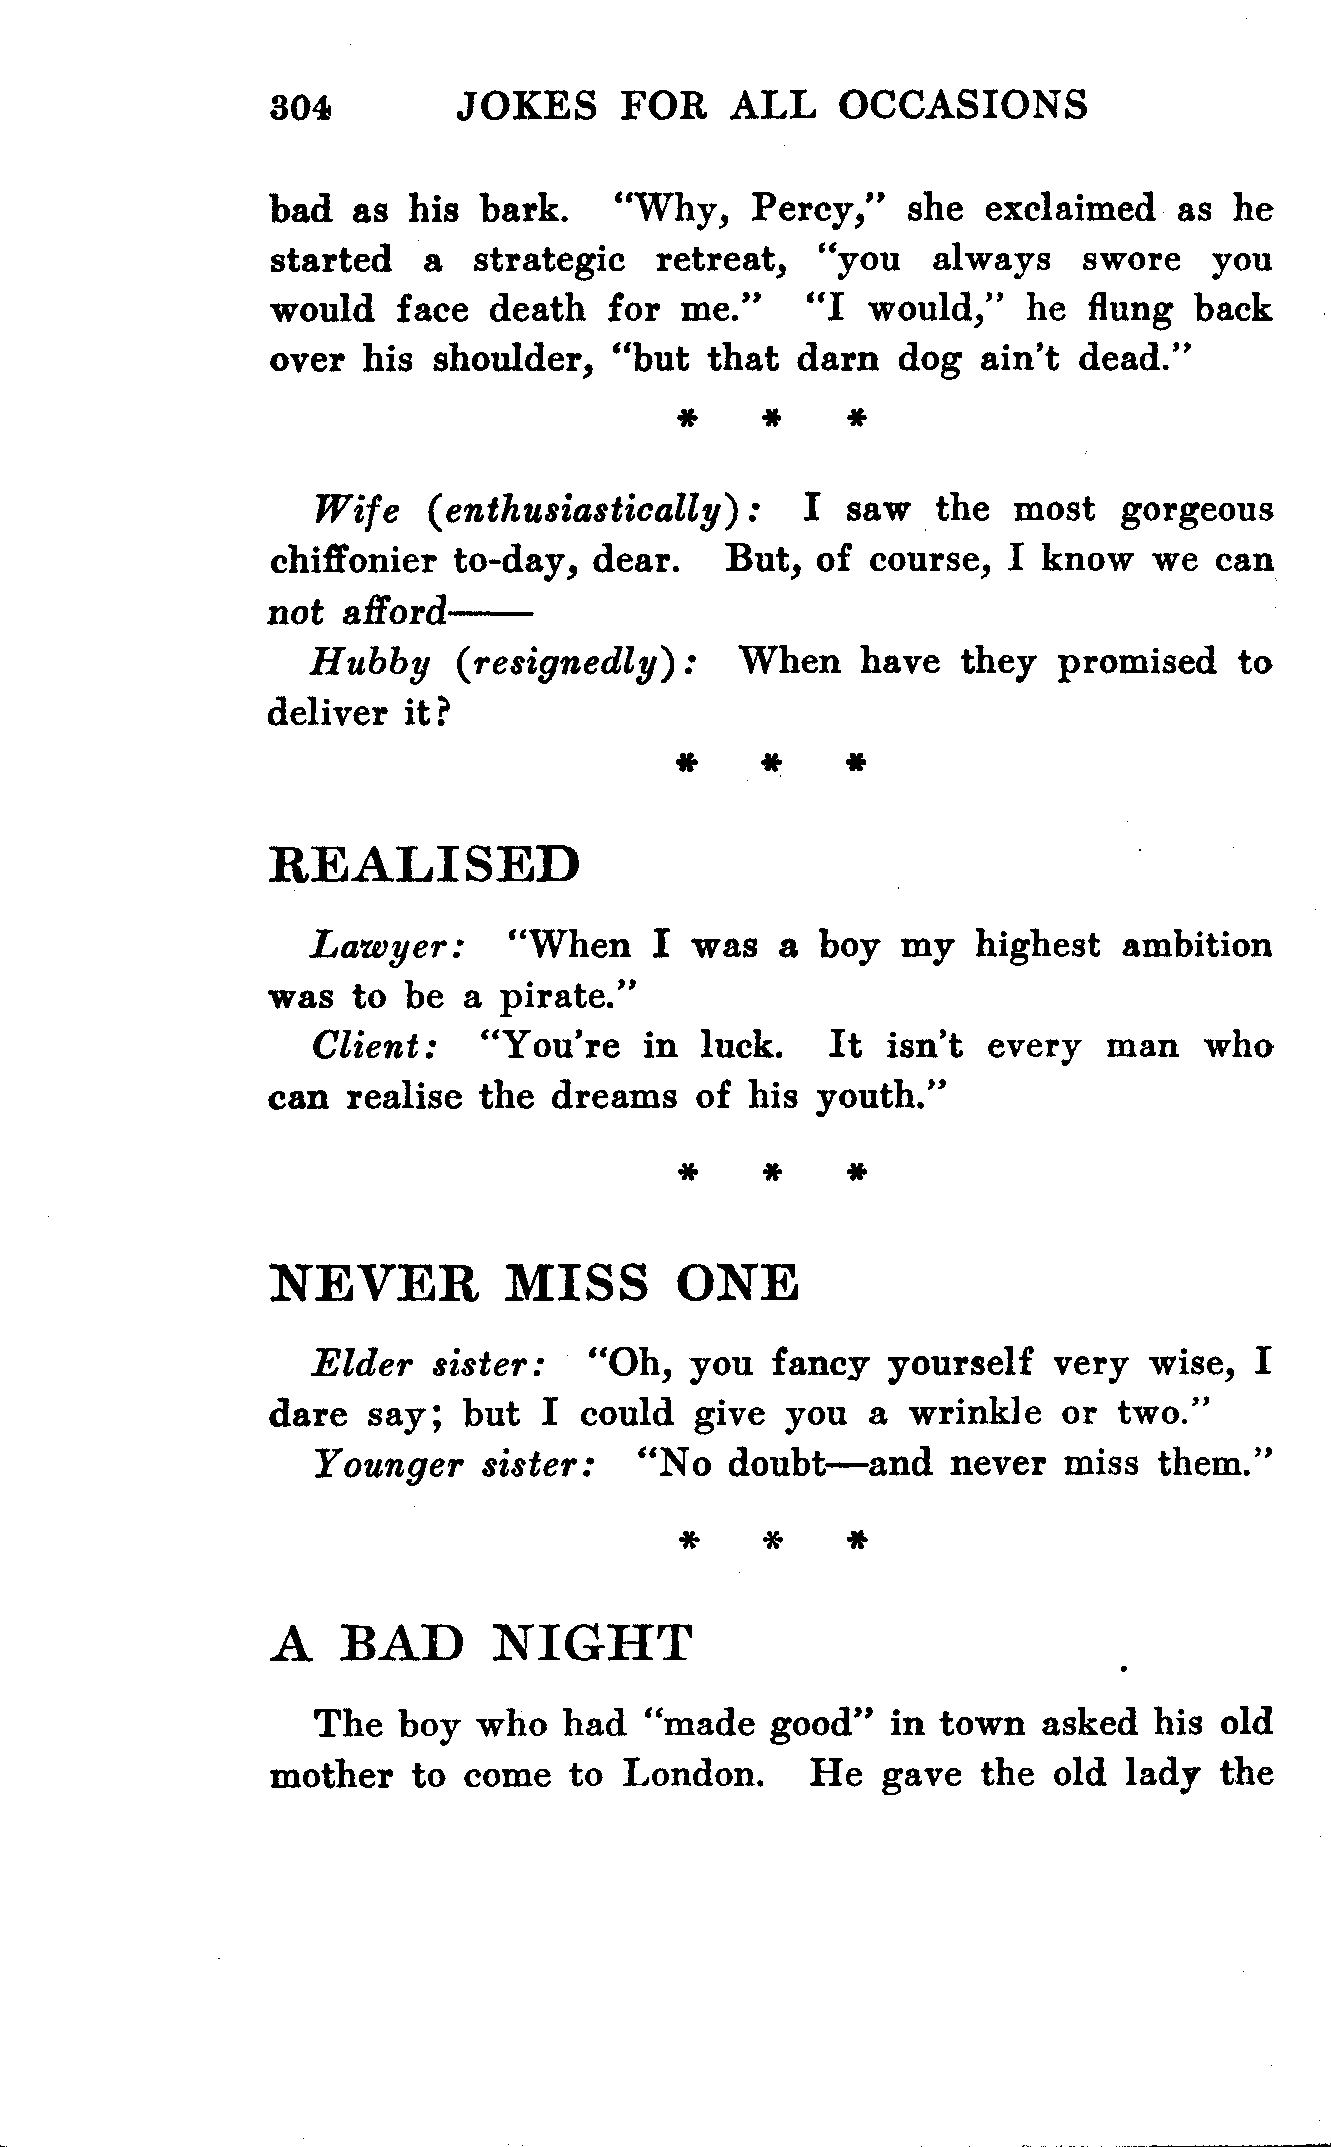 304 JOKES FOR ALL OCCASIONS
bad as his bark. "Why, Percy," she exclaimed as he
started a strategic retreat, "you always swore you
would face death for me." "I would," he flung back
over his shoulder, "but that darn dog ain't dead."
* * *
Wife (enthusiastically): I saw the most gorgeous
chiffonier to-day, dear. But, of course, I know we can
not afford——
Hubby (resignedly): When have they promised to
deliver it?
* * *
REALISED
Lawyer: "When I was a boy my highest ambition
was to be a pirate."
Client: "You're in luck. It isn't every man who
can realise the dreams of his youth."
* * *
NEVER MISS ONE
Elder sister: "Oh, you fancy yourself very wise, I
dare say; but I could give you a wrinkle or two."
Younger sister: "No doubt—and never miss them."
* * *
A BAD NIGHT
The boy who had "made good" in town asked his old
mother to come to London. He gave the old lady the